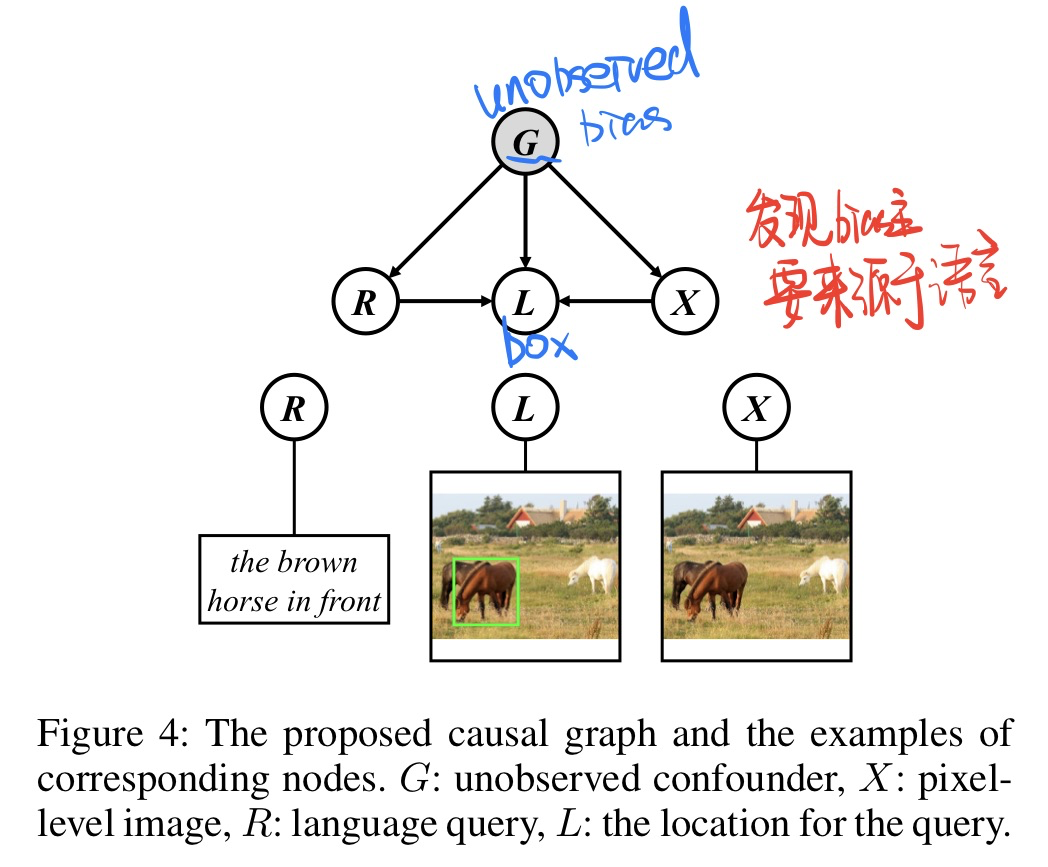 unobserved
bias
G
发现bias主
要来源于语言
R
L
X
box
R
L
X
the brown
horse in front
Figure 4: The proposed causal graph and the examples of
corresponding nodes. G: unobserved confounder, X: pixel-
level image, R: language query, L: the location for the query.